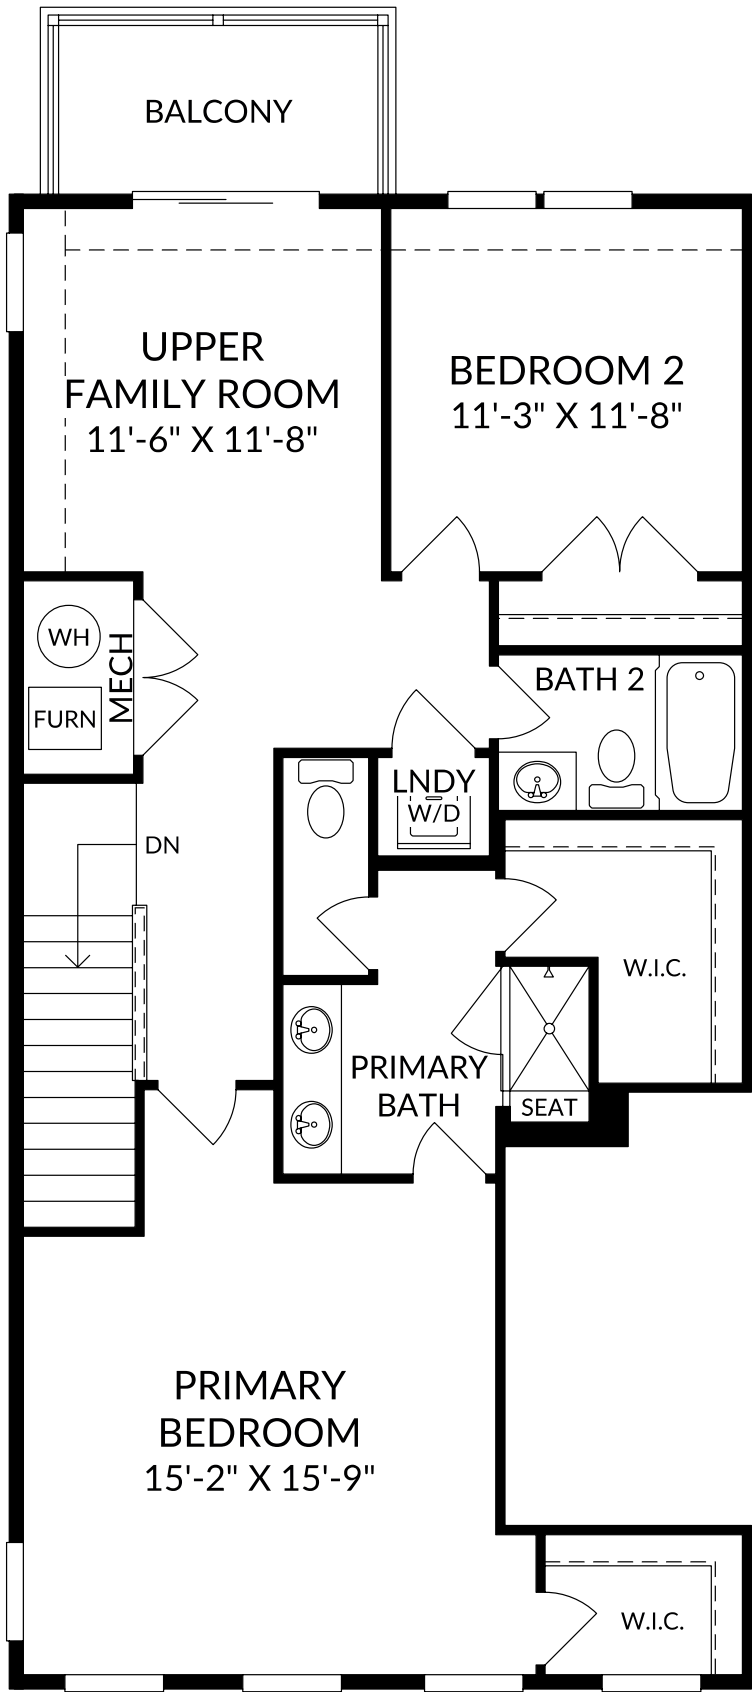 BALCONY
UPPER
FAMILY ROOM
11'-6" X 11'-8"
BEDROOM 2
11'-3" X 11'-8"
WH
MECH
FURN
BATH 2
LNDY
W/D
DN
W.I.C.
PRIMARY
BATH
SEAT
PRIMARY
BEDROOM
15'-2" X 15'-9"
W.I.C.